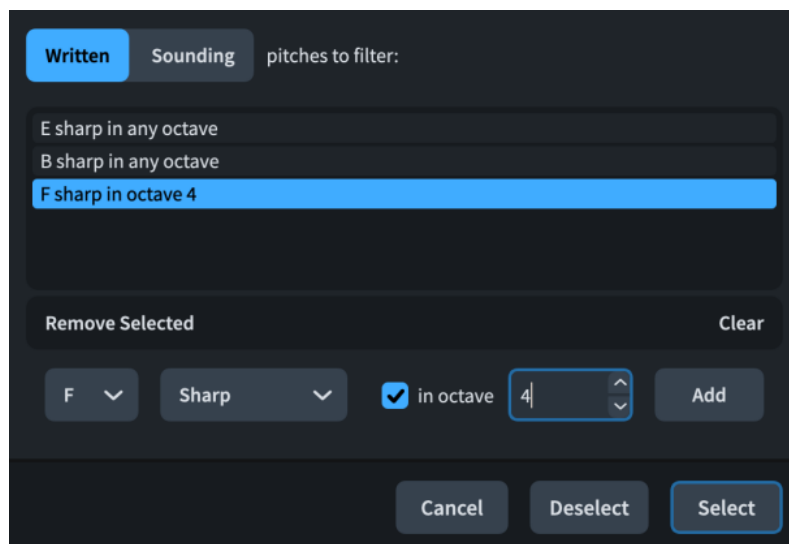 Written Sounding pitches to filter:
E sharp in any octave
B sharp in any octave
F sharp in octave 4
Remove Selected Clear
F Sharp in octave 4 Add
Cancel Deselect Select